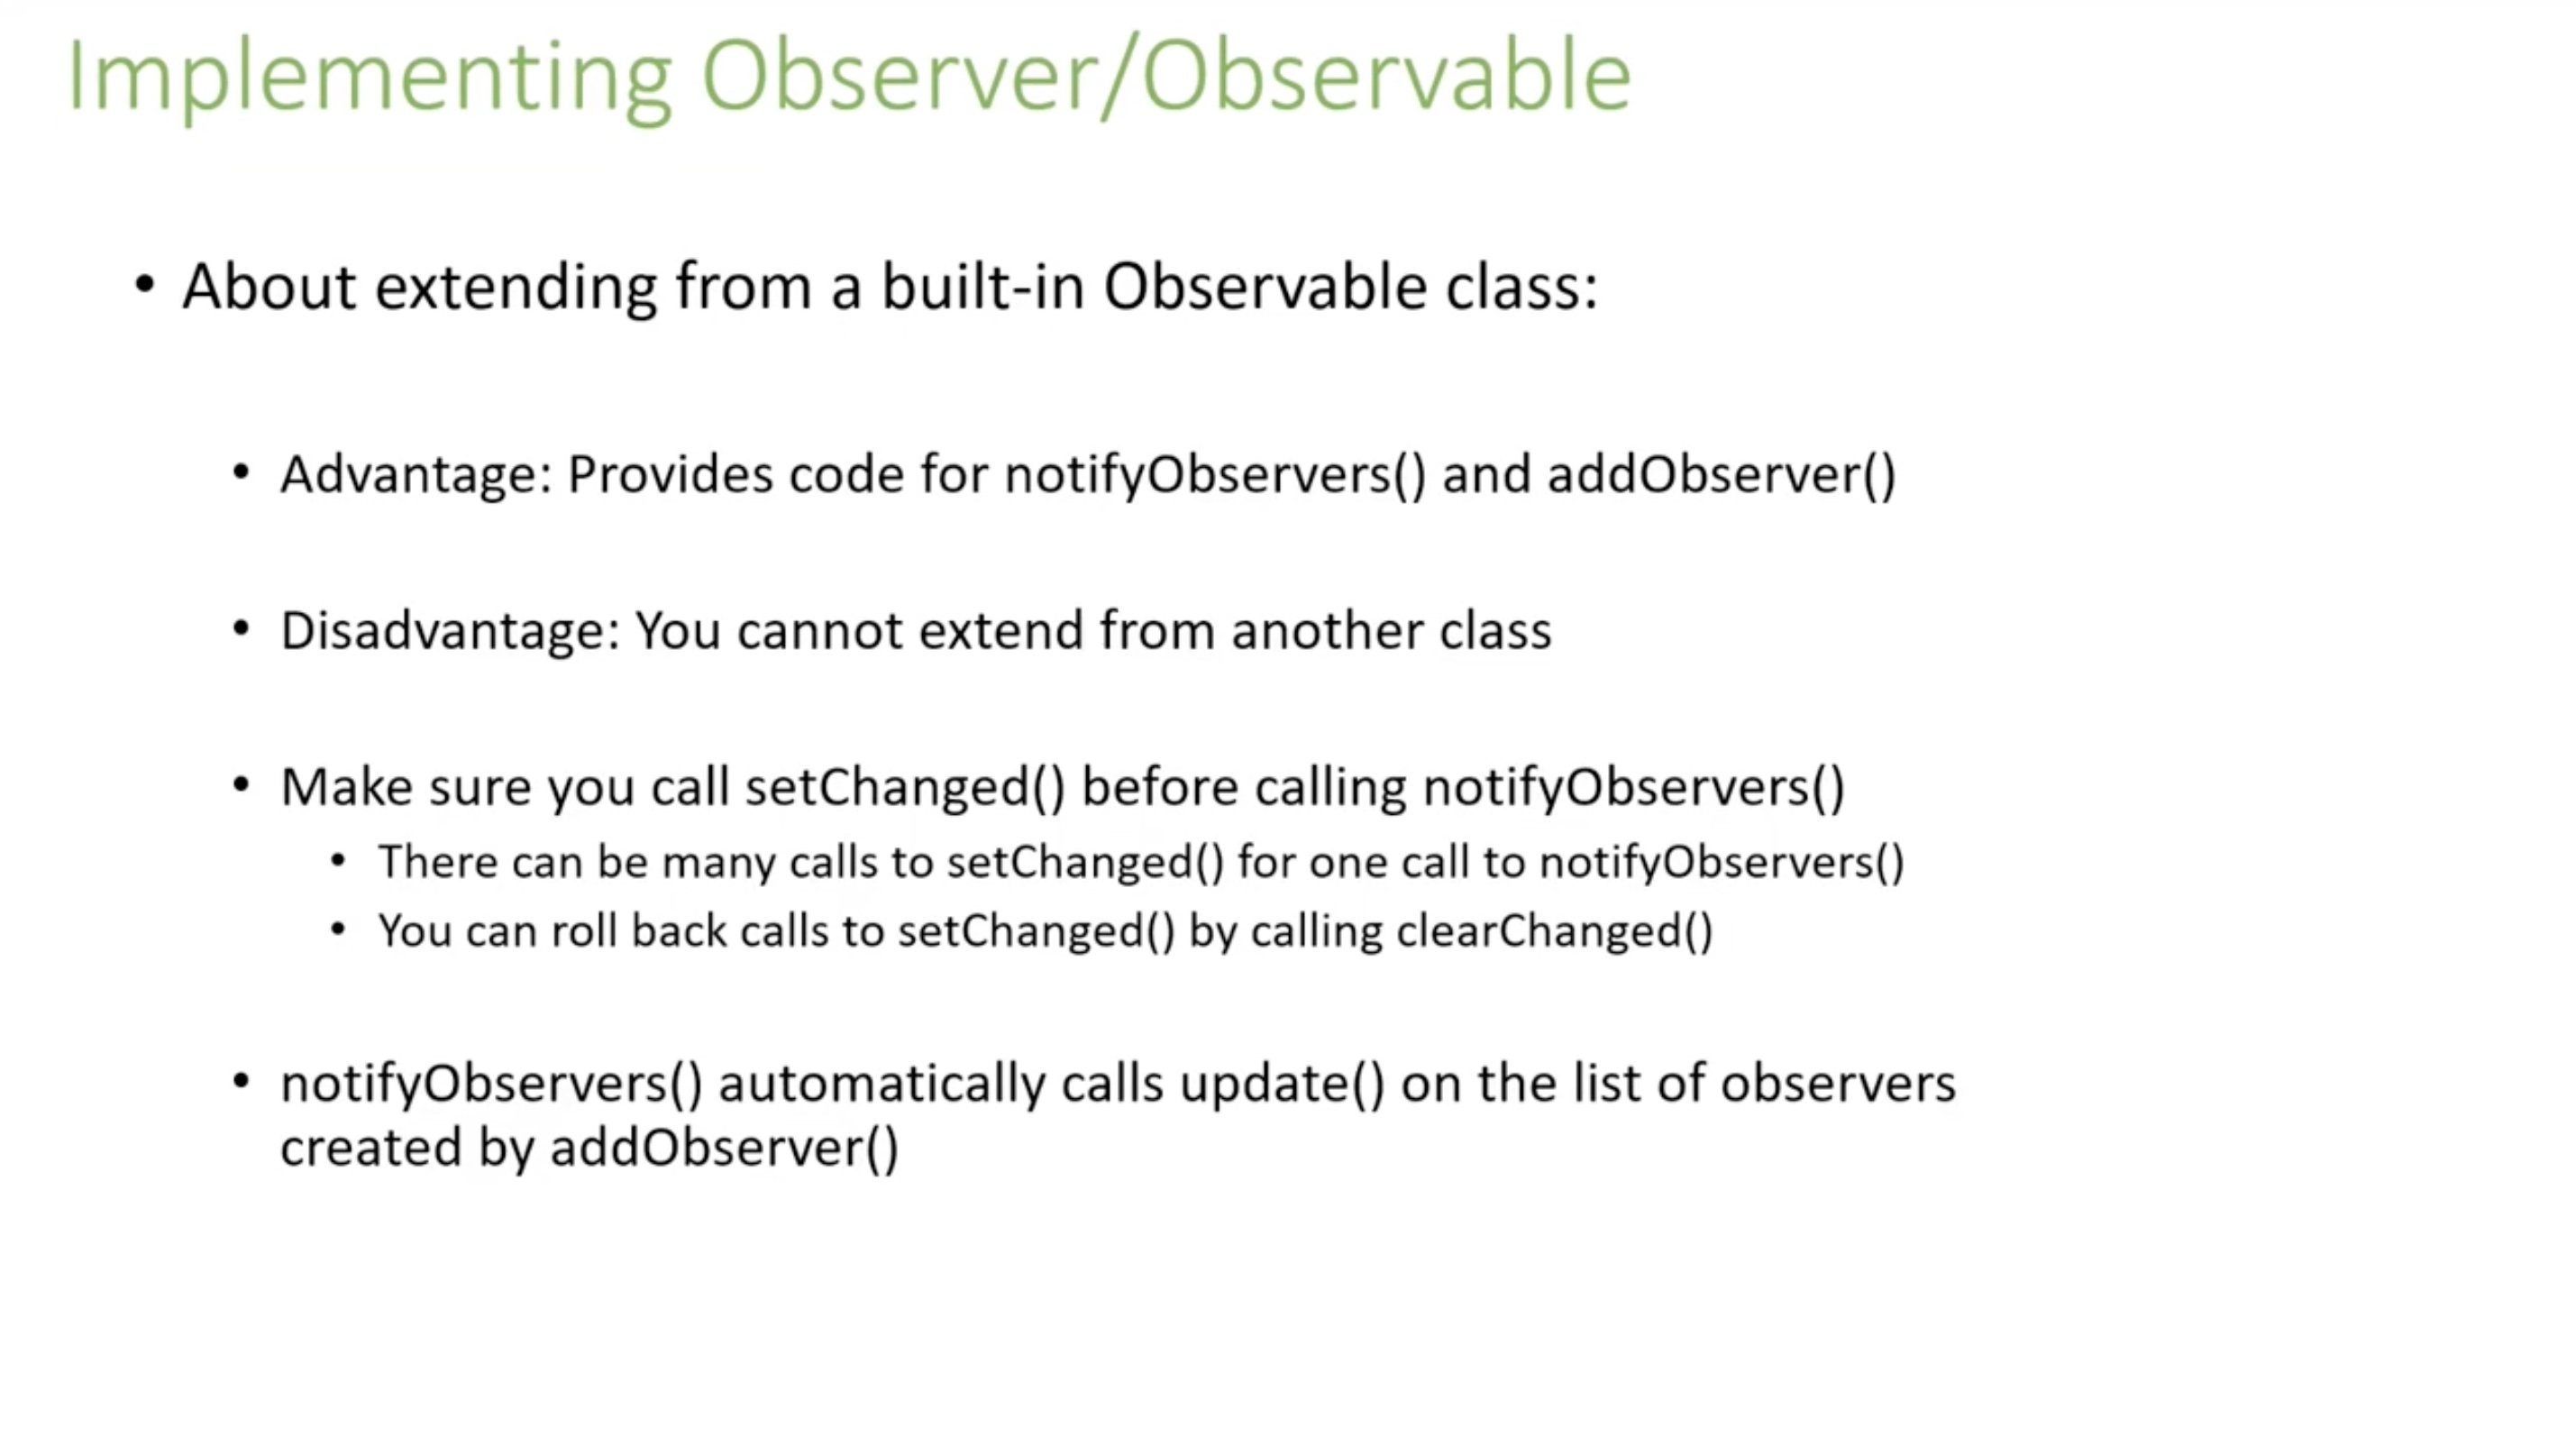 Implementing Observer/Observable
• About extending from a built-in Observable class:
• Advantage: Provides code for notifyObservers() and addObserver()
• Disadvantage: You cannot extend from another class
• Make sure you call setChanged() before calling notifyObservers()
• There can be many calls to setChanged() for one call to notifyObservers()
• You can roll back calls to setChanged() by calling clearChanged()
• notifyObservers() automatically calls update() on the list of observers
created by addObserver()